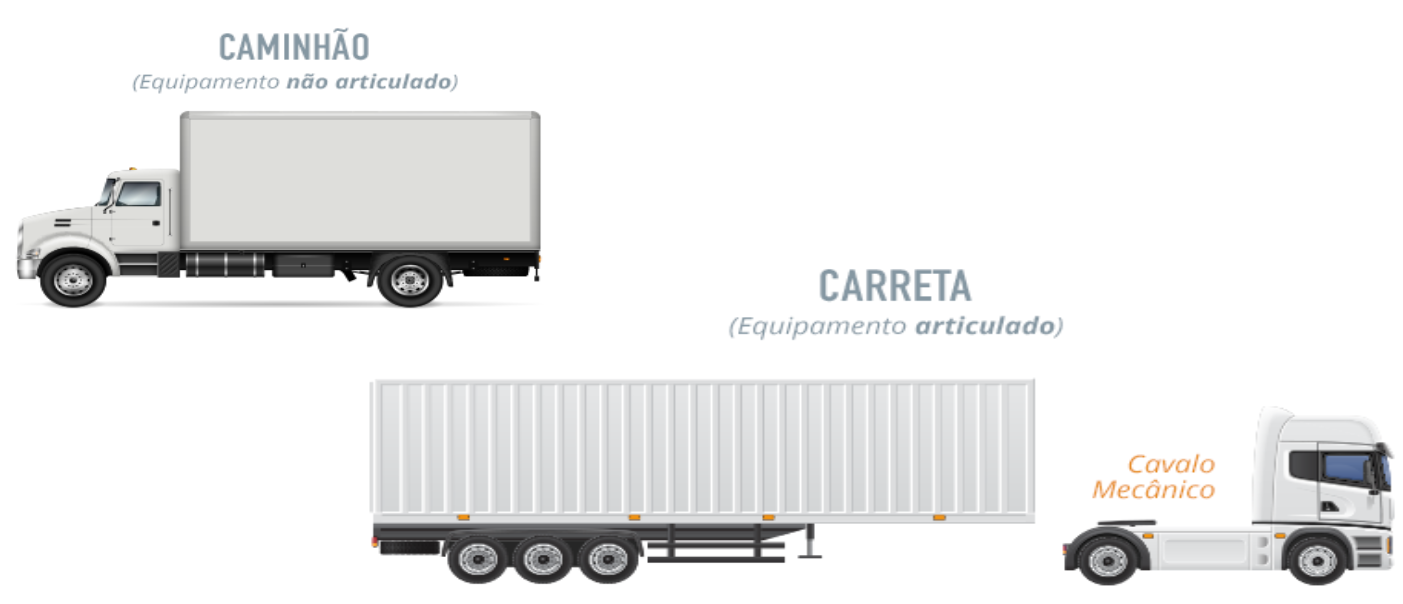 CAMINHÃO
(Equipamento não articulado)
CARRETA
(Equipamento articulado)
Cavalo
Mecânico